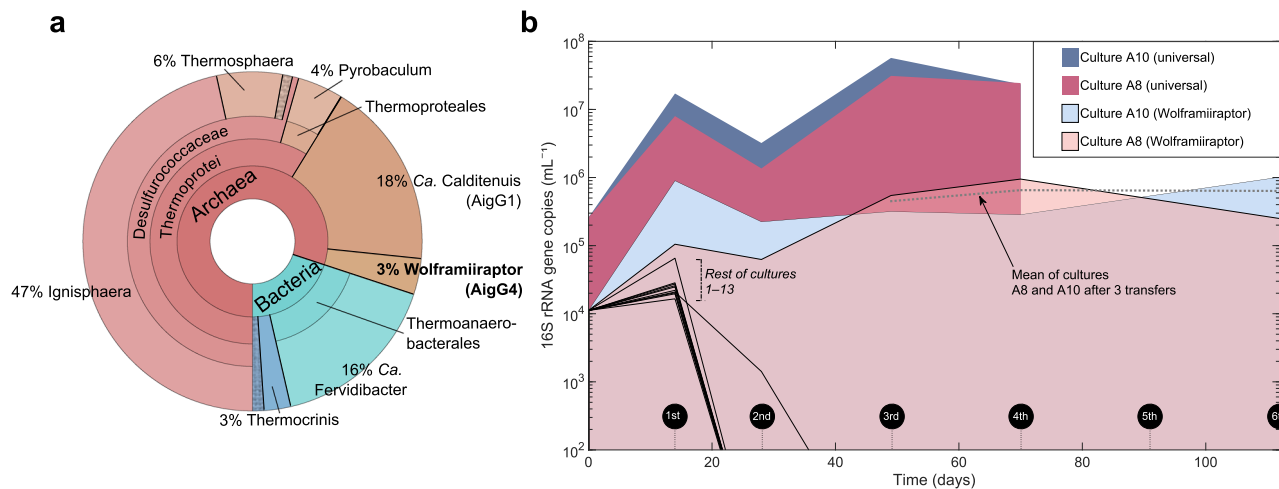 a
6% Thermosphaera
4% Pyrobaculum
Thermoproteales
Desulfurococcaceae
Thermoprotei
Archaea
18% Ca. Calditenuis
(AigG1)
3% Wolframiiraptor
(AigG4)
47% Ignisphaera
Bacteria
Thermoanaero-
bacterales
16% Ca.
Fervidibacter
3% Thermocrinis
b
16S rRNA gene copies (mL⁻¹)
10⁸
10⁷
10⁶
10⁵
10⁴
10³
10²
Culture A10 (universal)
Culture A8 (universal)
Culture A10 (Wolframiiraptor)
Culture A8 (Wolframiiraptor)
Rest of cultures
1–13
Mean of cultures
A8 and A10 after 3 transfers
1st
2nd
3rd
4th
5th
0
20
40
60
80
100
Time (days)